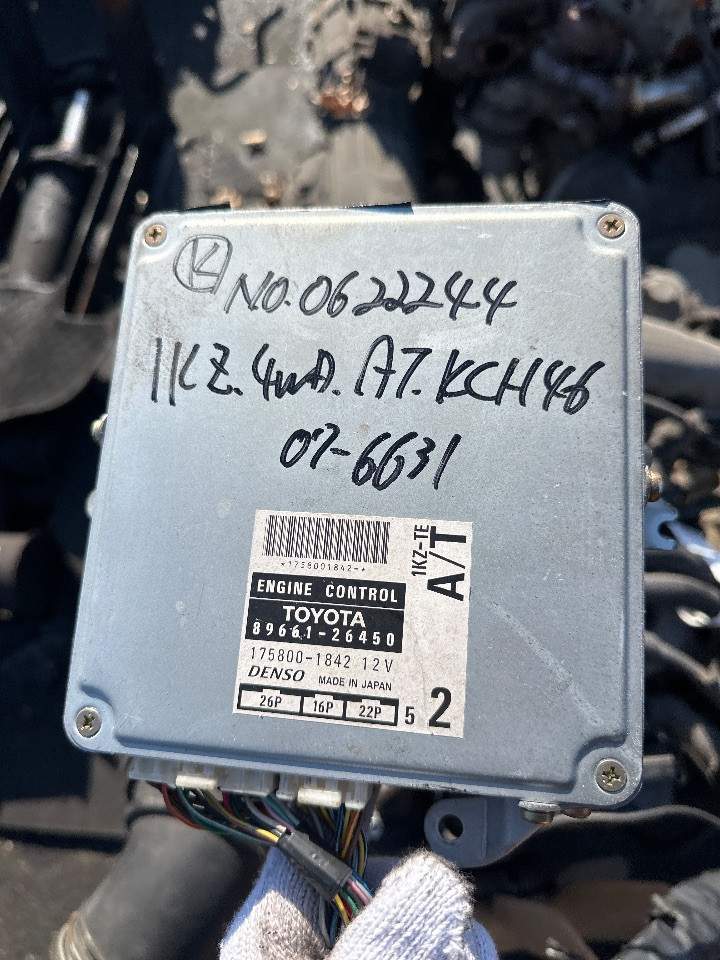 K NO.0622244
1KZ.4WD.AT.KCH46
07-6631
*1758001842-*
1KZ-TE
A/T
ENGINE CONTROL
TOYOTA
89661-26450
175800-1842 12V
DENSO MADE IN JAPAN
26P 16P 22P 5 2